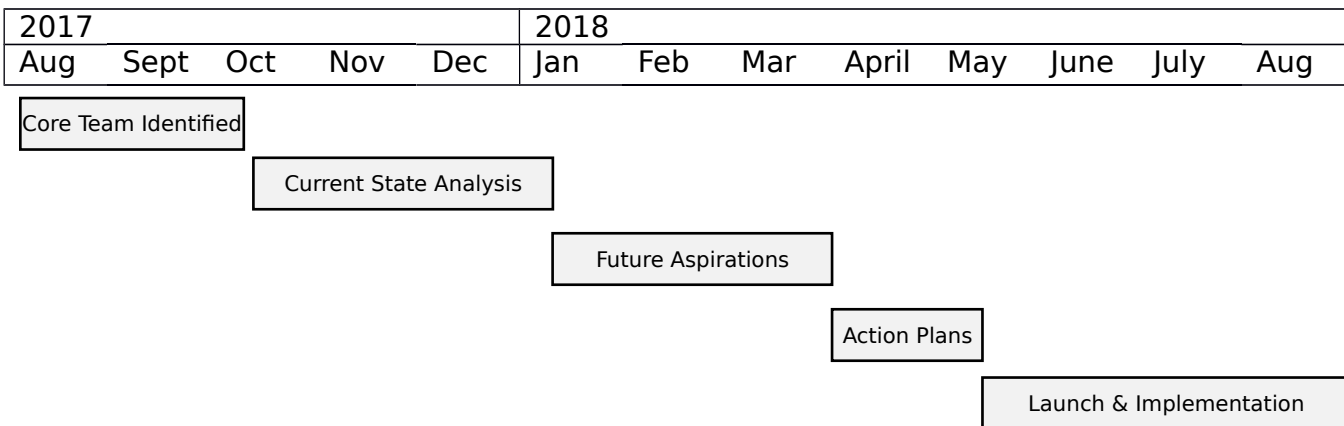 2017 2018
Aug Sept Oct Nov Dec Jan Feb Mar April May June July Aug
Core Team Identified
Current State Analysis
Future Aspirations
Action Plans
Launch & Implementation